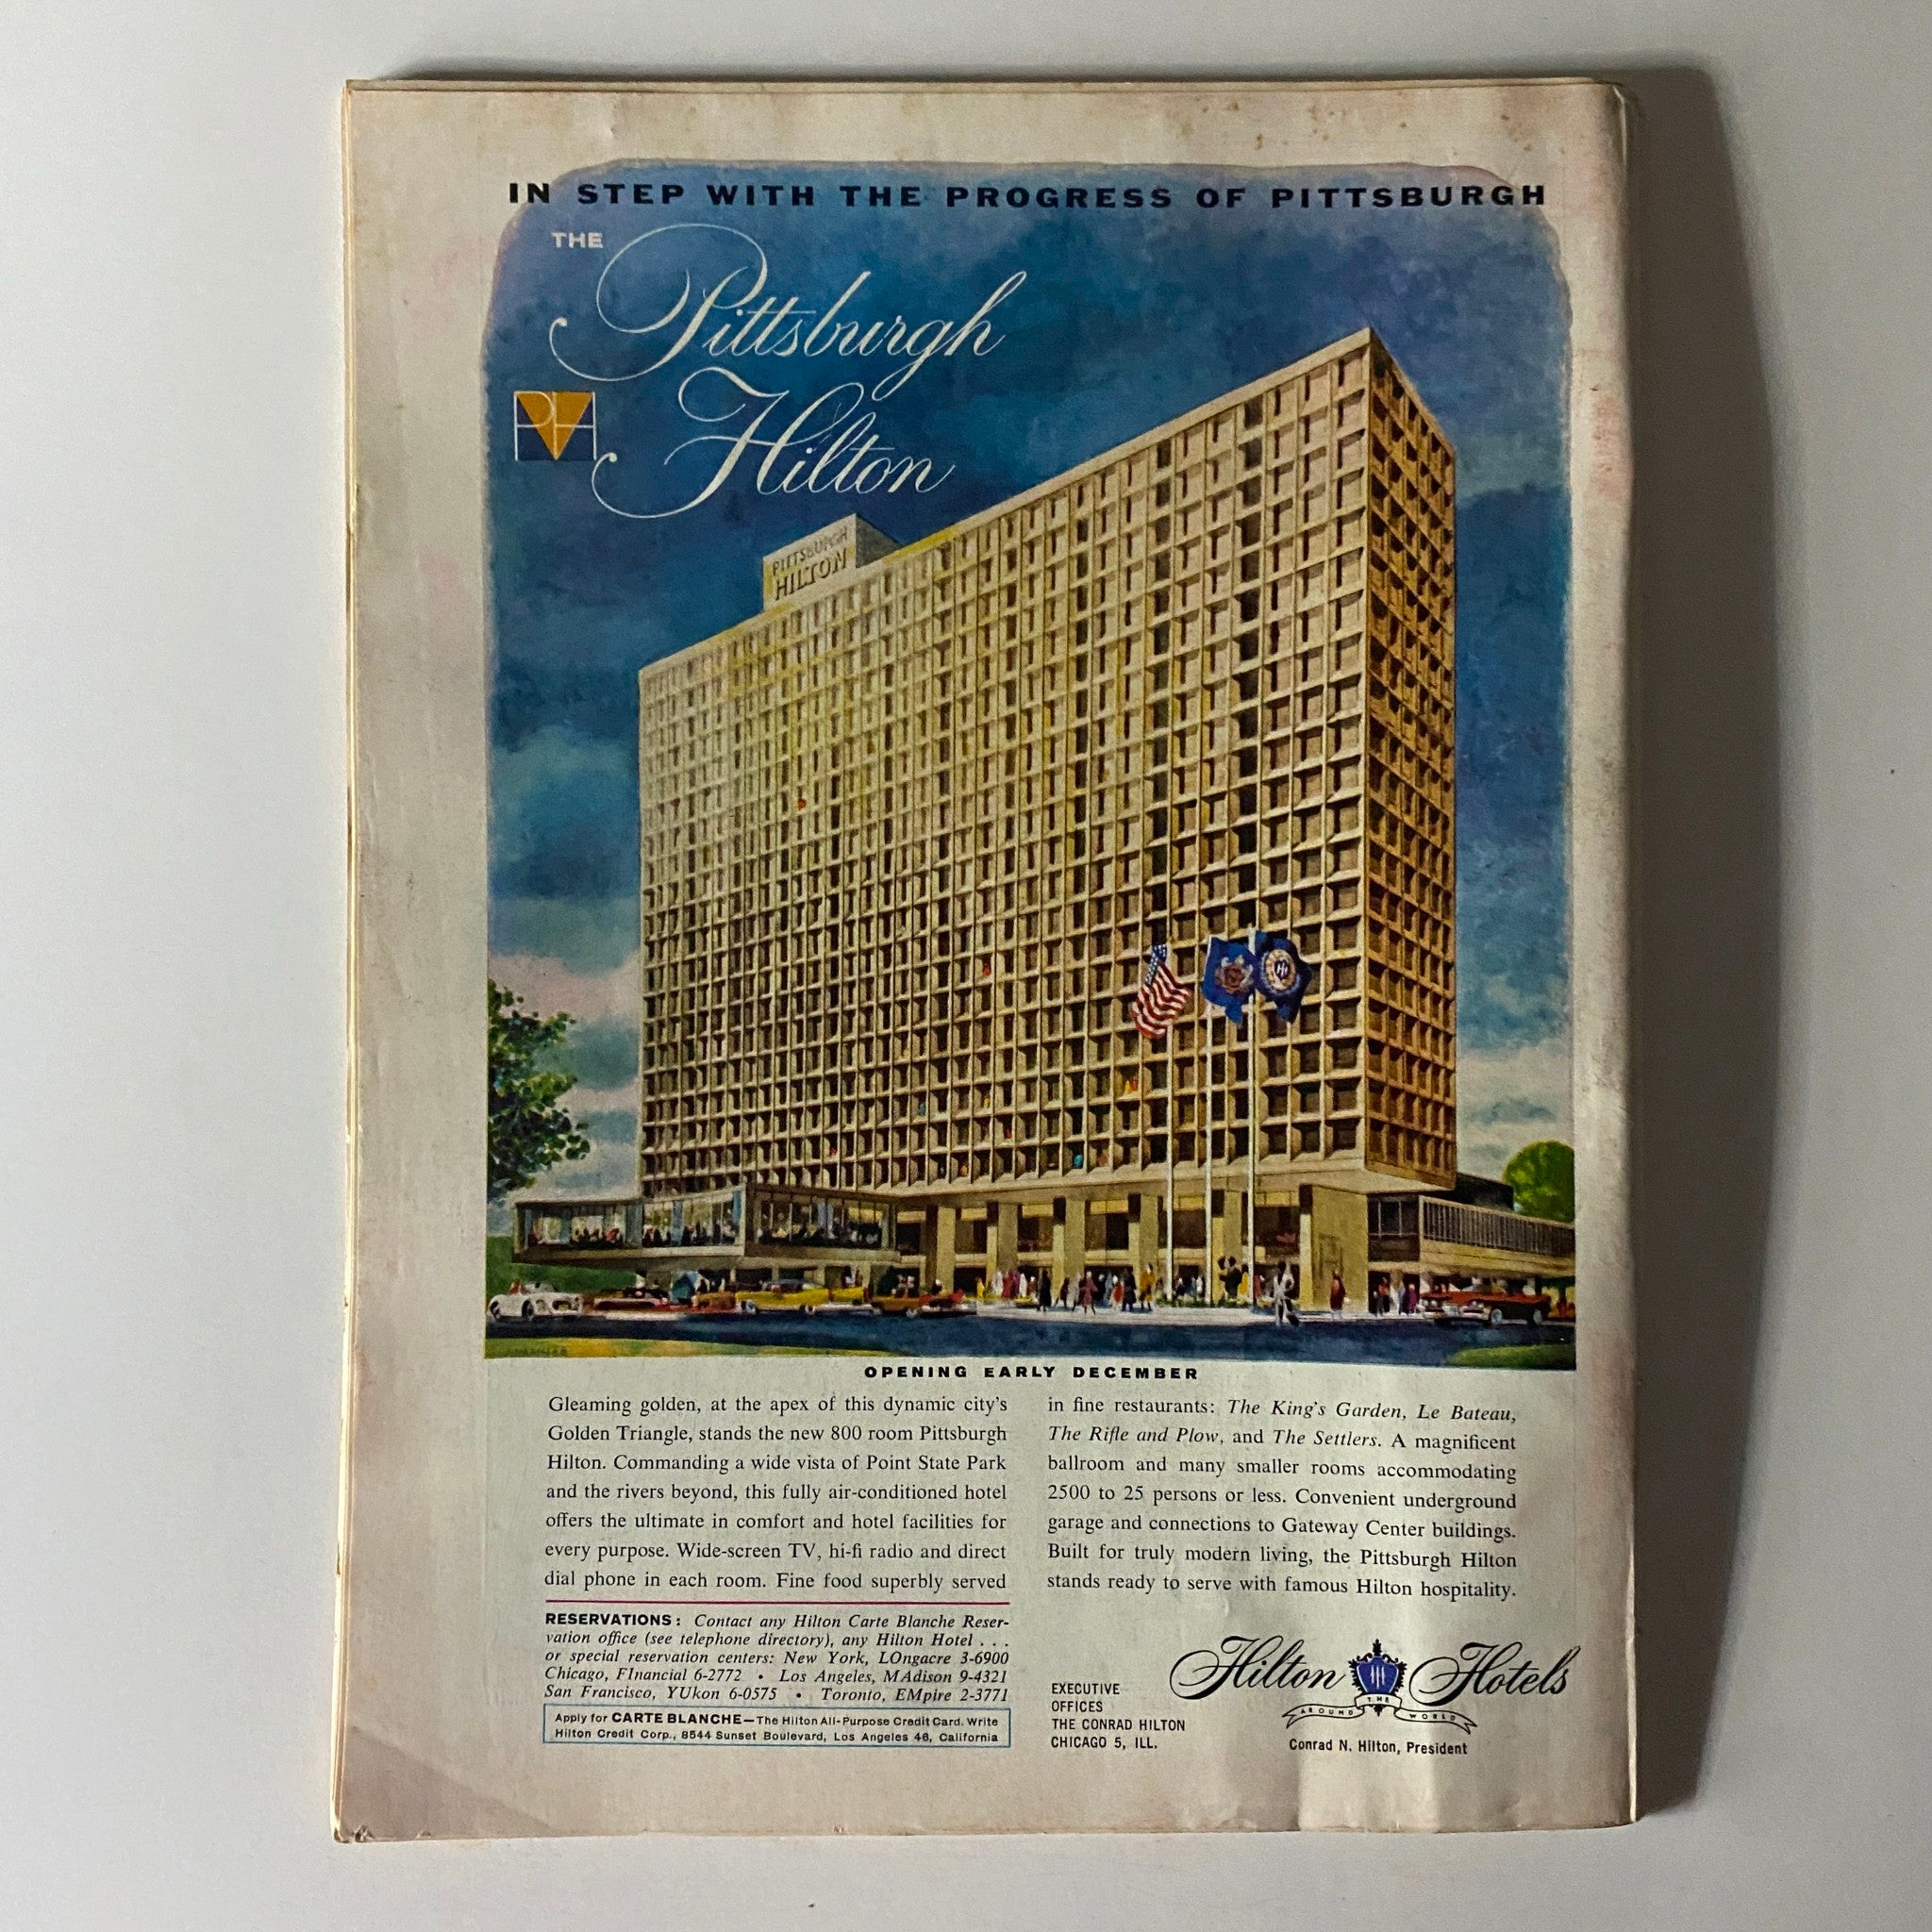 IN STEP WITH THE PROGRESS OF PITTSBURGH
THE
Pittsburgh
Hilton
PH
PITTSBURGH
HILTON
OPENING EARLY DECEMBER
Gleaming golden, at the apex of this dynamic city's
Golden Triangle, stands the new 800 room Pittsburgh
Hilton. Commanding a wide vista of Point State Park
and the rivers beyond, this fully air-conditioned hotel
offers the ultimate in comfort and hotel facilities for
every purpose. Wide-screen TV, hi-fi radio and direct
dial phone in each room. Fine food superbly served
in fine restaurants: The King's Garden, Le Bateau,
The Rifle and Plow, and The Settlers. A magnificent
ballroom and many smaller rooms accommodating
2500 to 25 persons or less. Convenient underground
garage and connections to Gateway Center buildings.
Built for truly modern living, the Pittsburgh Hilton
stands ready to serve with famous Hilton hospitality.
RESERVATIONS: Contact any Hilton Carte Blanche Reser-
vation office (see telephone directory), any Hilton Hotel . . .
or special reservation centers: New York, LOngacre 3-6900
Chicago, FInancial 6-2772 • Los Angeles, MAdison 9-4321
San Francisco, YUkon 6-0575 • Toronto, EMpire 2-3771
Apply for CARTE BLANCHE—The Hilton All-Purpose Credit Card. Write
Hilton Credit Corp., 8544 Sunset Boulevard, Los Angeles 46, California
EXECUTIVE
OFFICES
THE CONRAD HILTON
CHICAGO 5, ILL.
Hilton Hotels
AROUND THE WORLD
Conrad N. Hilton, President